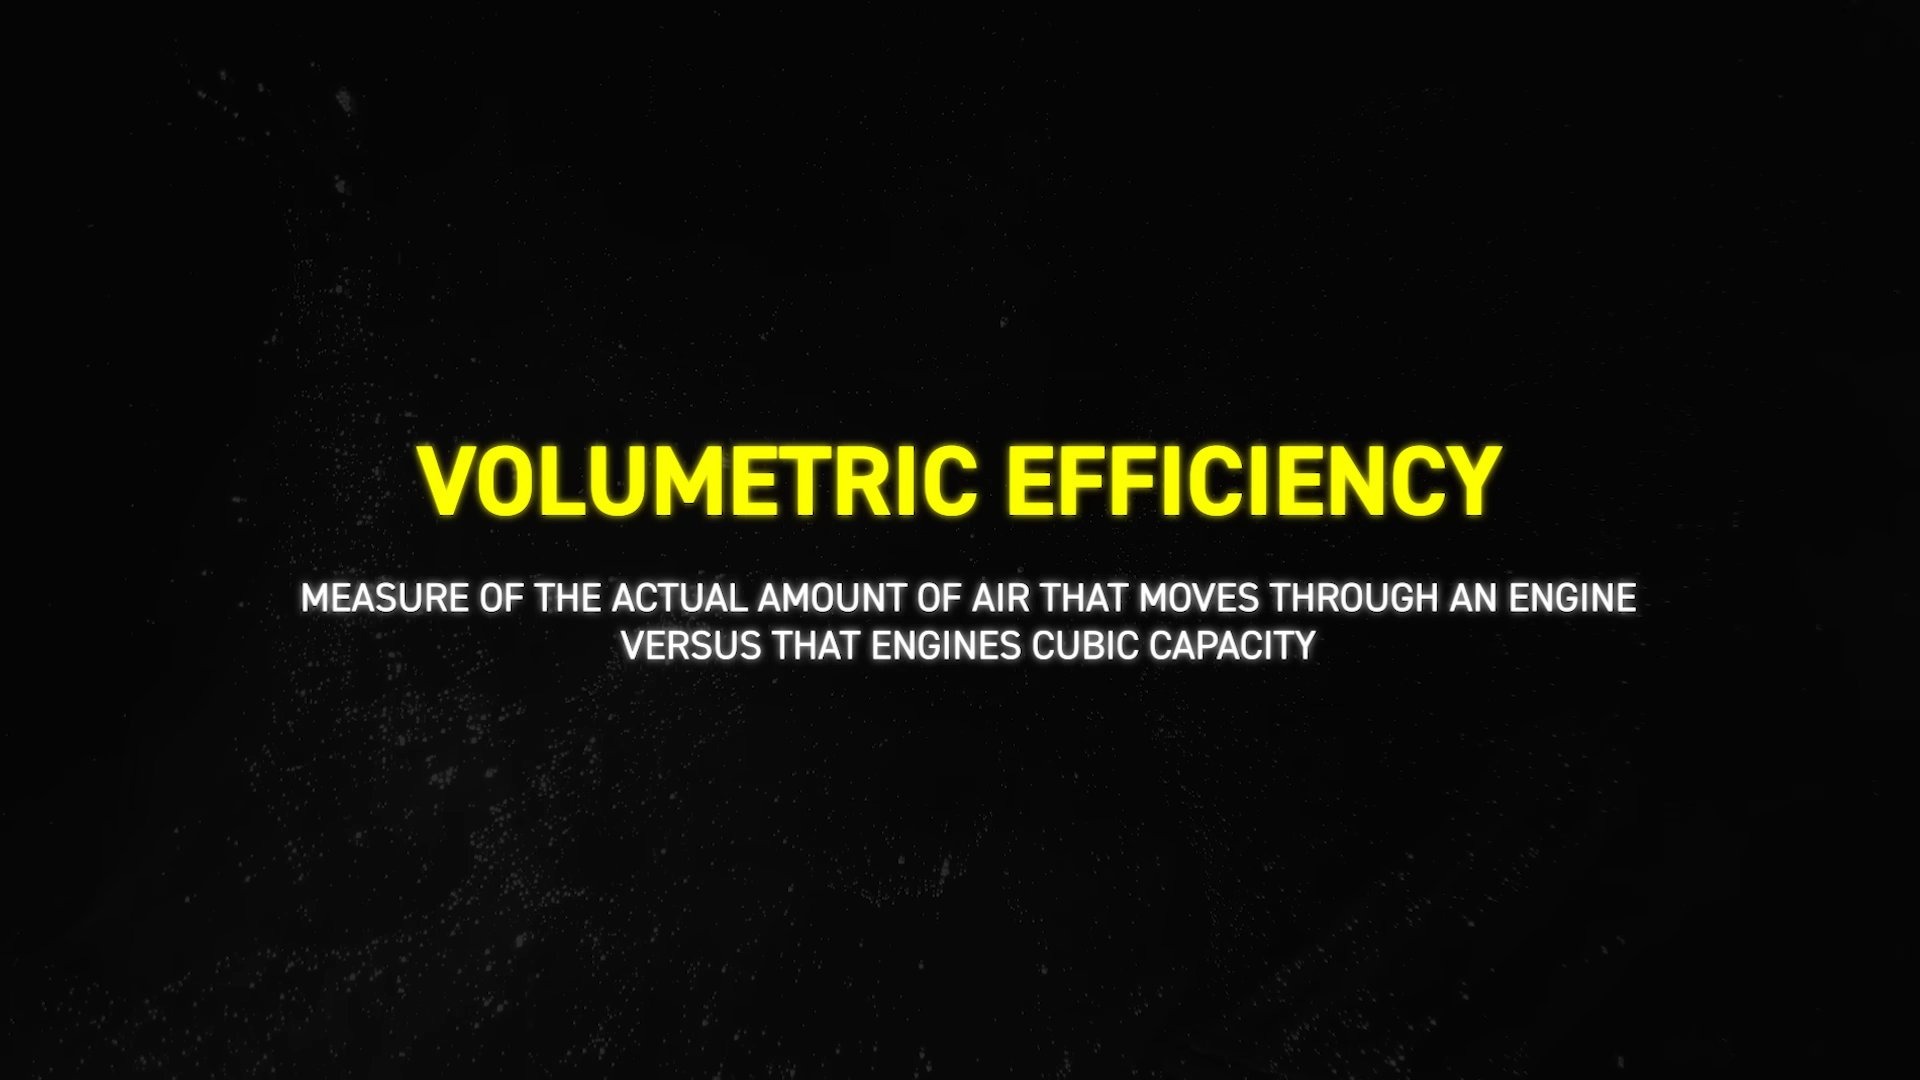 VOLUMETRIC EFFICIENCY
MEASURE OF THE ACTUAL AMOUNT OF AIR THAT MOVES THROUGH AN ENGINE
VERSUS THAT ENGINES CUBIC CAPACITY